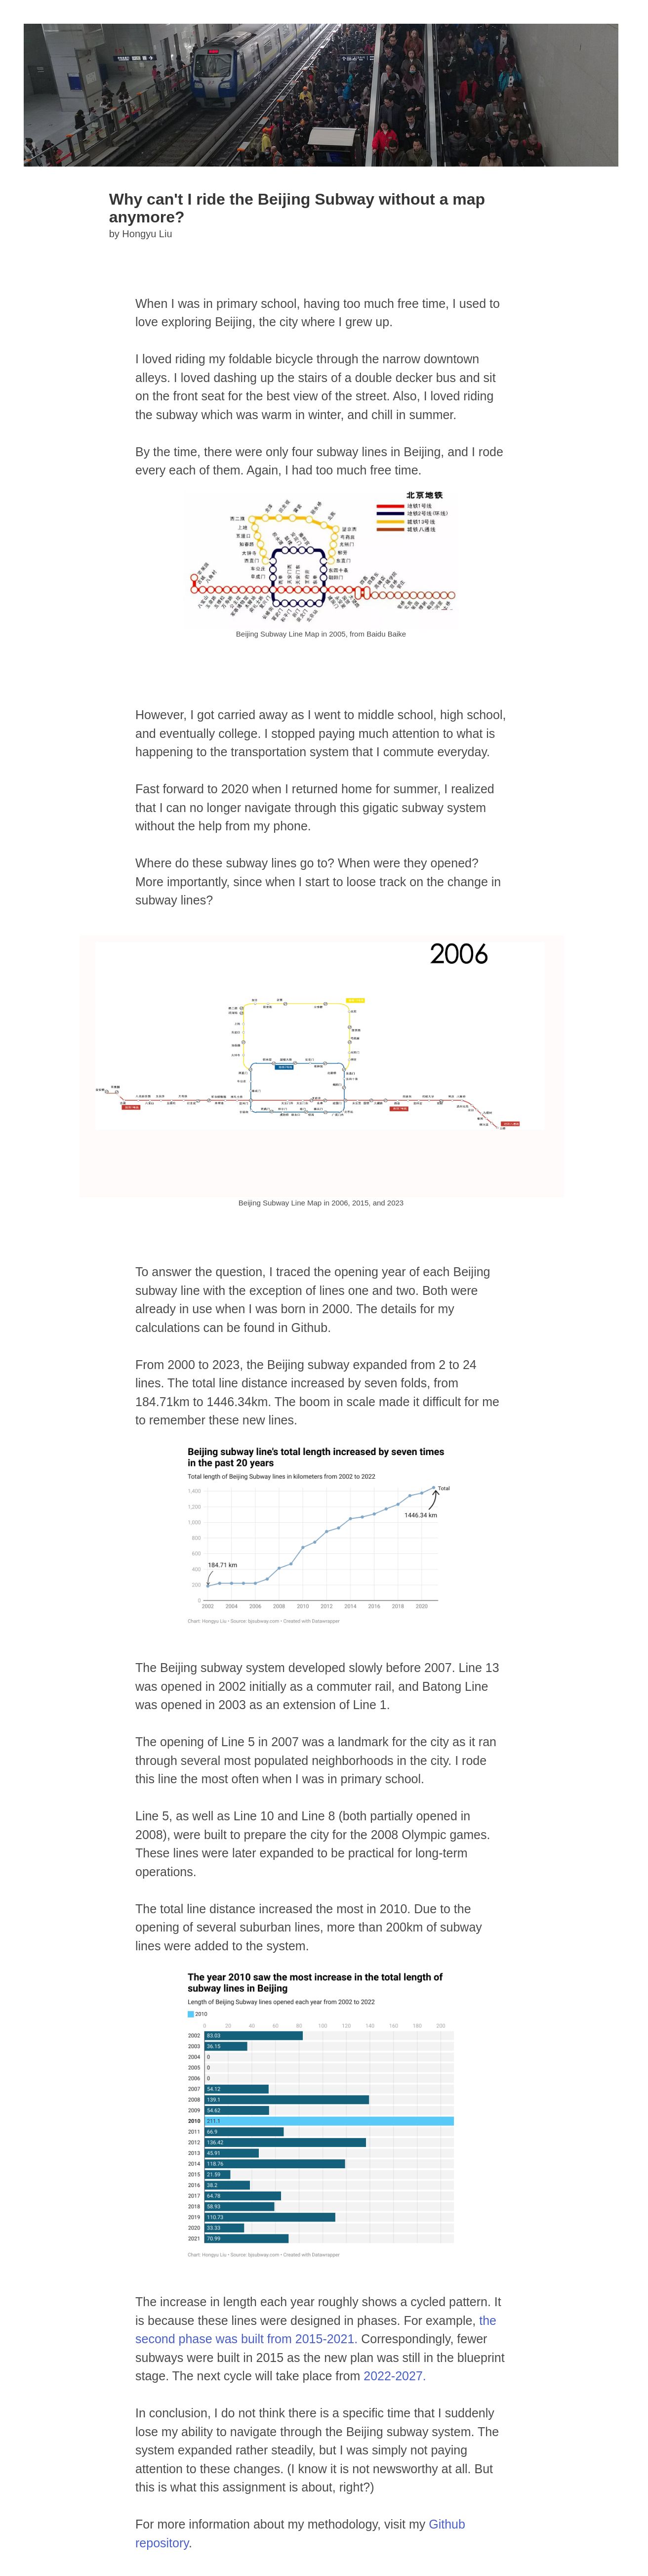 Why can't I ride the Beijing Subway without a map
anymore?
by Hongyu Liu
When I was in primary school, having too much free time, I used to
love exploring Beijing, the city where I grew up.
I loved riding my foldable bicycle through the narrow downtown
alleys. I loved dashing up the stairs of a double decker bus and sit
on the front seat for the best view of the street. Also, I loved riding
the subway which was warm in winter, and chill in summer.
By the time, there were only four subway lines in Beijing, and I rode
every each of them. Again, I had too much free time.
北京地铁
地铁1号线
地铁2号线(环线)
城铁13号线
城铁八通线
Beijing Subway Line Map in 2005, from Baidu Baike
However, I got carried away as I went to middle school, high school,
and eventually college. I stopped paying much attention to what is
happening to the transportation system that I commute everyday.
Fast forward to 2020 when I returned home for summer, I realized
that I can no longer navigate through this gigatic subway system
without the help from my phone.
Where do these subway lines go to? When were they opened?
More importantly, since when I start to loose track on the change in
subway lines?
2006
Beijing Subway Line Map in 2006, 2015, and 2023
To answer the question, I traced the opening year of each Beijing
subway line with the exception of lines one and two. Both were
already in use when I was born in 2000. The details for my
calculations can be found in Github.
From 2000 to 2023, the Beijing subway expanded from 2 to 24
lines. The total line distance increased by seven folds, from
184.71km to 1446.34km. The boom in scale made it difficult for me
to remember these new lines.
Beijing subway line's total length increased by seven times
in the past 20 years
Total length of Beijing Subway lines in kilometers from 2002 to 2022
Total
1,400
1,200
1446.34 km
1,000
800
600
184.71 km
400
200
0
2002 2004 2006 2008 2010 2012 2014 2016 2018 2020
Chart: Hongyu Liu • Source: bjsubway.com • Created with Datawrapper
The Beijing subway system developed slowly before 2007. Line 13
was opened in 2002 initially as a commuter rail, and Batong Line
was opened in 2003 as an extension of Line 1.
The opening of Line 5 in 2007 was a landmark for the city as it ran
through several most populated neighborhoods in the city. I rode
this line the most often when I was in primary school.
Line 5, as well as Line 10 and Line 8 (both partially opened in
2008), were built to prepare the city for the 2008 Olympic games.
These lines were later expanded to be practical for long-term
operations.
The total line distance increased the most in 2010. Due to the
opening of several suburban lines, more than 200km of subway
lines were added to the system.
The year 2010 saw the most increase in the total length of
subway lines in Beijing
Length of Beijing Subway lines opened each year from 2002 to 2022
2010
0 20 40 60 80 100 120 140 160 180 200
2002 83.03
2003 36.15
2004 0
2005 0
2006 0
2007 54.12
2008 139.1
2009 54.62
2010 211.1
2011 66.9
2012 136.42
2013 45.91
2014 118.76
2015 21.59
2016 38.2
2017 64.78
2018 58.93
2019 110.73
2020 33.33
2021 70.99
Chart: Hongyu Liu • Source: bjsubway.com • Created with Datawrapper
The increase in length each year roughly shows a cycled pattern. It
is because these lines were designed in phases. For example, the
second phase was built from 2015-2021. Correspondingly, fewer
subways were built in 2015 as the new plan was still in the blueprint
stage. The next cycle will take place from 2022-2027.
In conclusion, I do not think there is a specific time that I suddenly
lose my ability to navigate through the Beijing subway system. The
system expanded rather steadily, but I was simply not paying
attention to these changes. (I know it is not newsworthy at all. But
this is what this assignment is about, right?)
For more information about my methodology, visit my Github
repository.